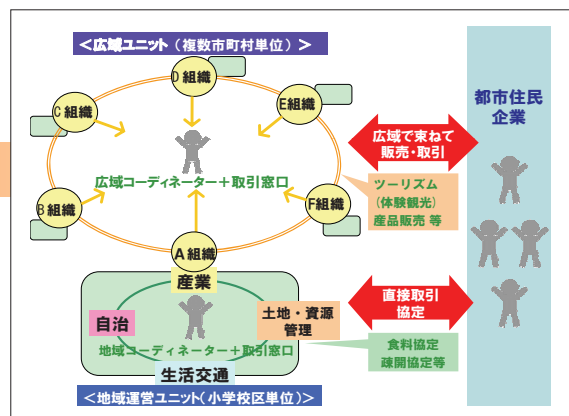 <広域ユニット(複数市町村単位)>
D組織
C組織
E組織
都市住民
企業
広域で束ねて
販売・取引
広域コーディネーター+取引窓口
ツーリズム
(体験観光)
産品販売 等
B組織
F組織
A組織
産業
自治
土地・資源
管理
直接取引
協定
地域コーディネーター+取引窓口
食料協定
疎開協定等
生活交通
<地域運営ユニット(小学校区単位)>